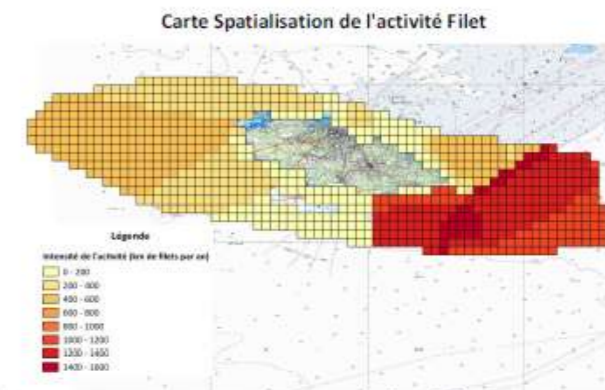 Carte Spatialisation de l'activité Filet
Légende
Intensité de l'activité (km de filets par an)
0 - 200
200 - 400
400 - 600
600 - 800
800 - 1000
1000 - 1200
1200 - 1400
1400 - 1600